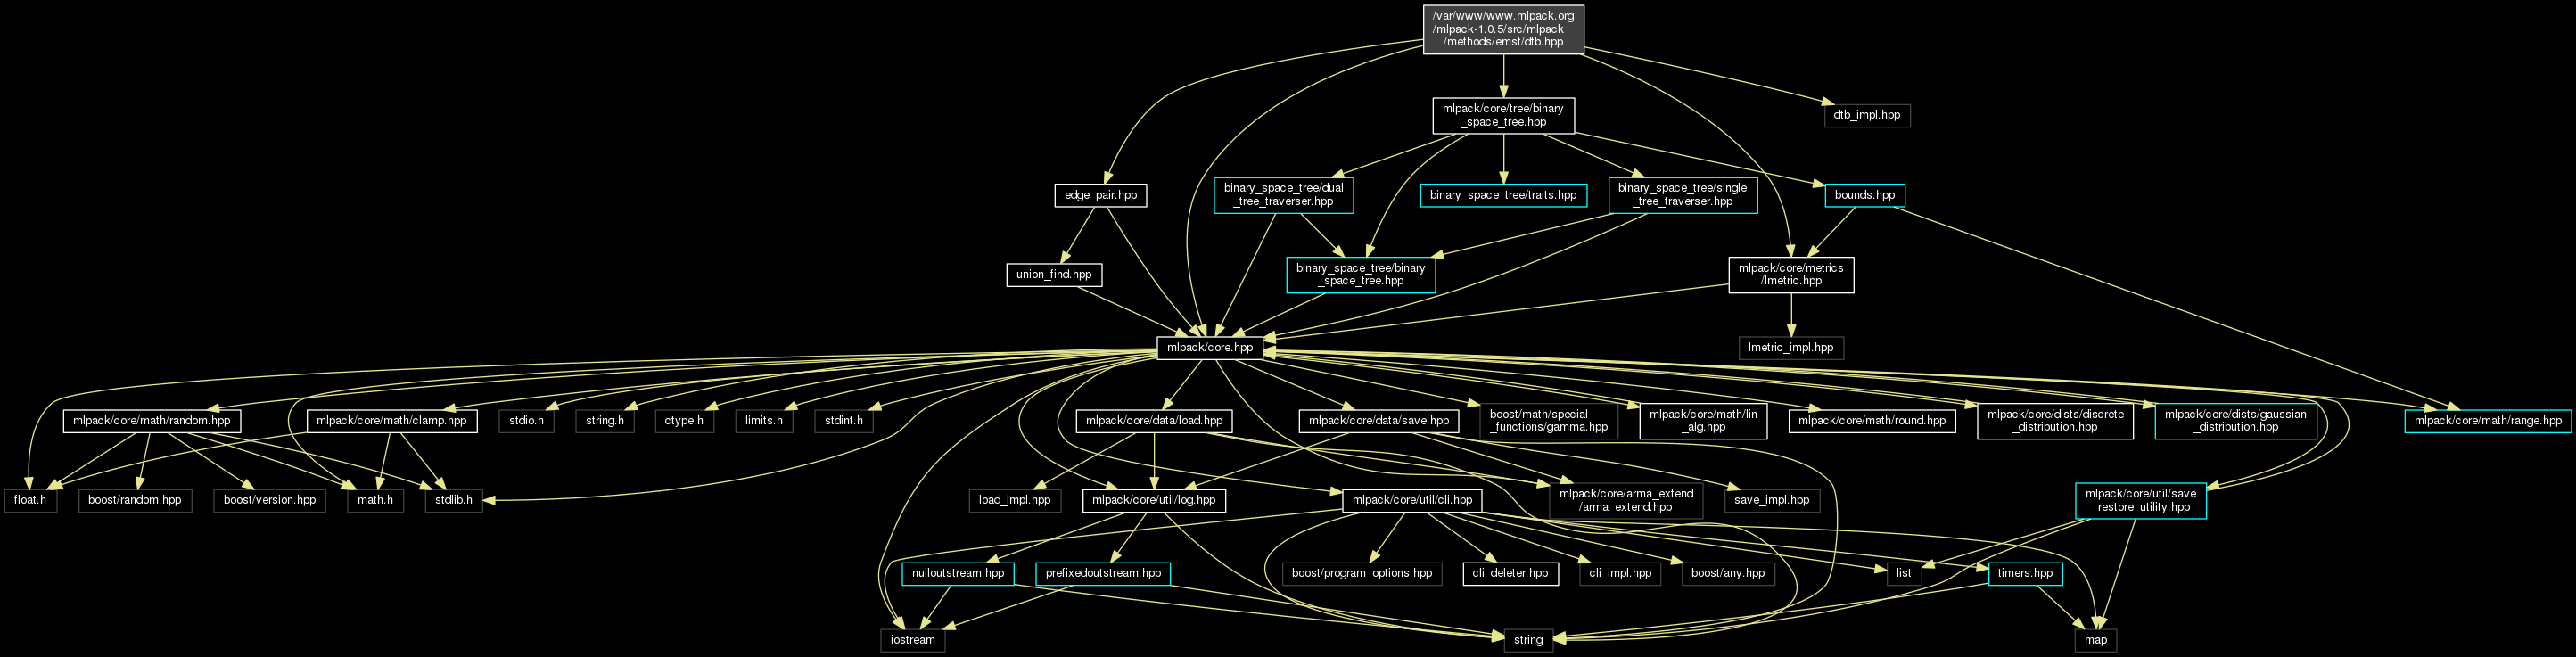 /var/www/www.mlpack.org
/mlpack-1.0.5/src/mlpack
/methods/emst/dtb.hpp
mlpack/core/tree/binary
_space_tree.hpp
dtb_impl.hpp
edge_pair.hpp
binary_space_tree/dual
_tree_traverser.hpp
binary_space_tree/traits.hpp
binary_space_tree/single
_tree_traverser.hpp
bounds.hpp
union_find.hpp
binary_space_tree/binary
_space_tree.hpp
mlpack/core/metrics
/lmetric.hpp
mlpack/core.hpp
lmetric_impl.hpp
mlpack/core/math/random.hpp
mlpack/core/math/clamp.hpp
stdio.h
string.h
ctype.h
limits.h
stdint.h
mlpack/core/data/load.hpp
mlpack/core/data/save.hpp
boost/math/special
_functions/gamma.hpp
mlpack/core/math/lin
_alg.hpp
mlpack/core/math/round.hpp
mlpack/core/dists/discrete
_distribution.hpp
mlpack/core/dists/gaussian
_distribution.hpp
mlpack/core/math/range.hpp
float.h
boost/random.hpp
boost/version.hpp
math.h
stdlib.h
load_impl.hpp
mlpack/core/util/log.hpp
mlpack/core/util/cli.hpp
mlpack/core/arma_extend
/arma_extend.hpp
save_impl.hpp
mlpack/core/util/save
_restore_utility.hpp
nulloutstream.hpp
prefixedoutstream.hpp
boost/program_options.hpp
cli_deleter.hpp
cli_impl.hpp
boost/any.hpp
list
timers.hpp
iostream
string
map